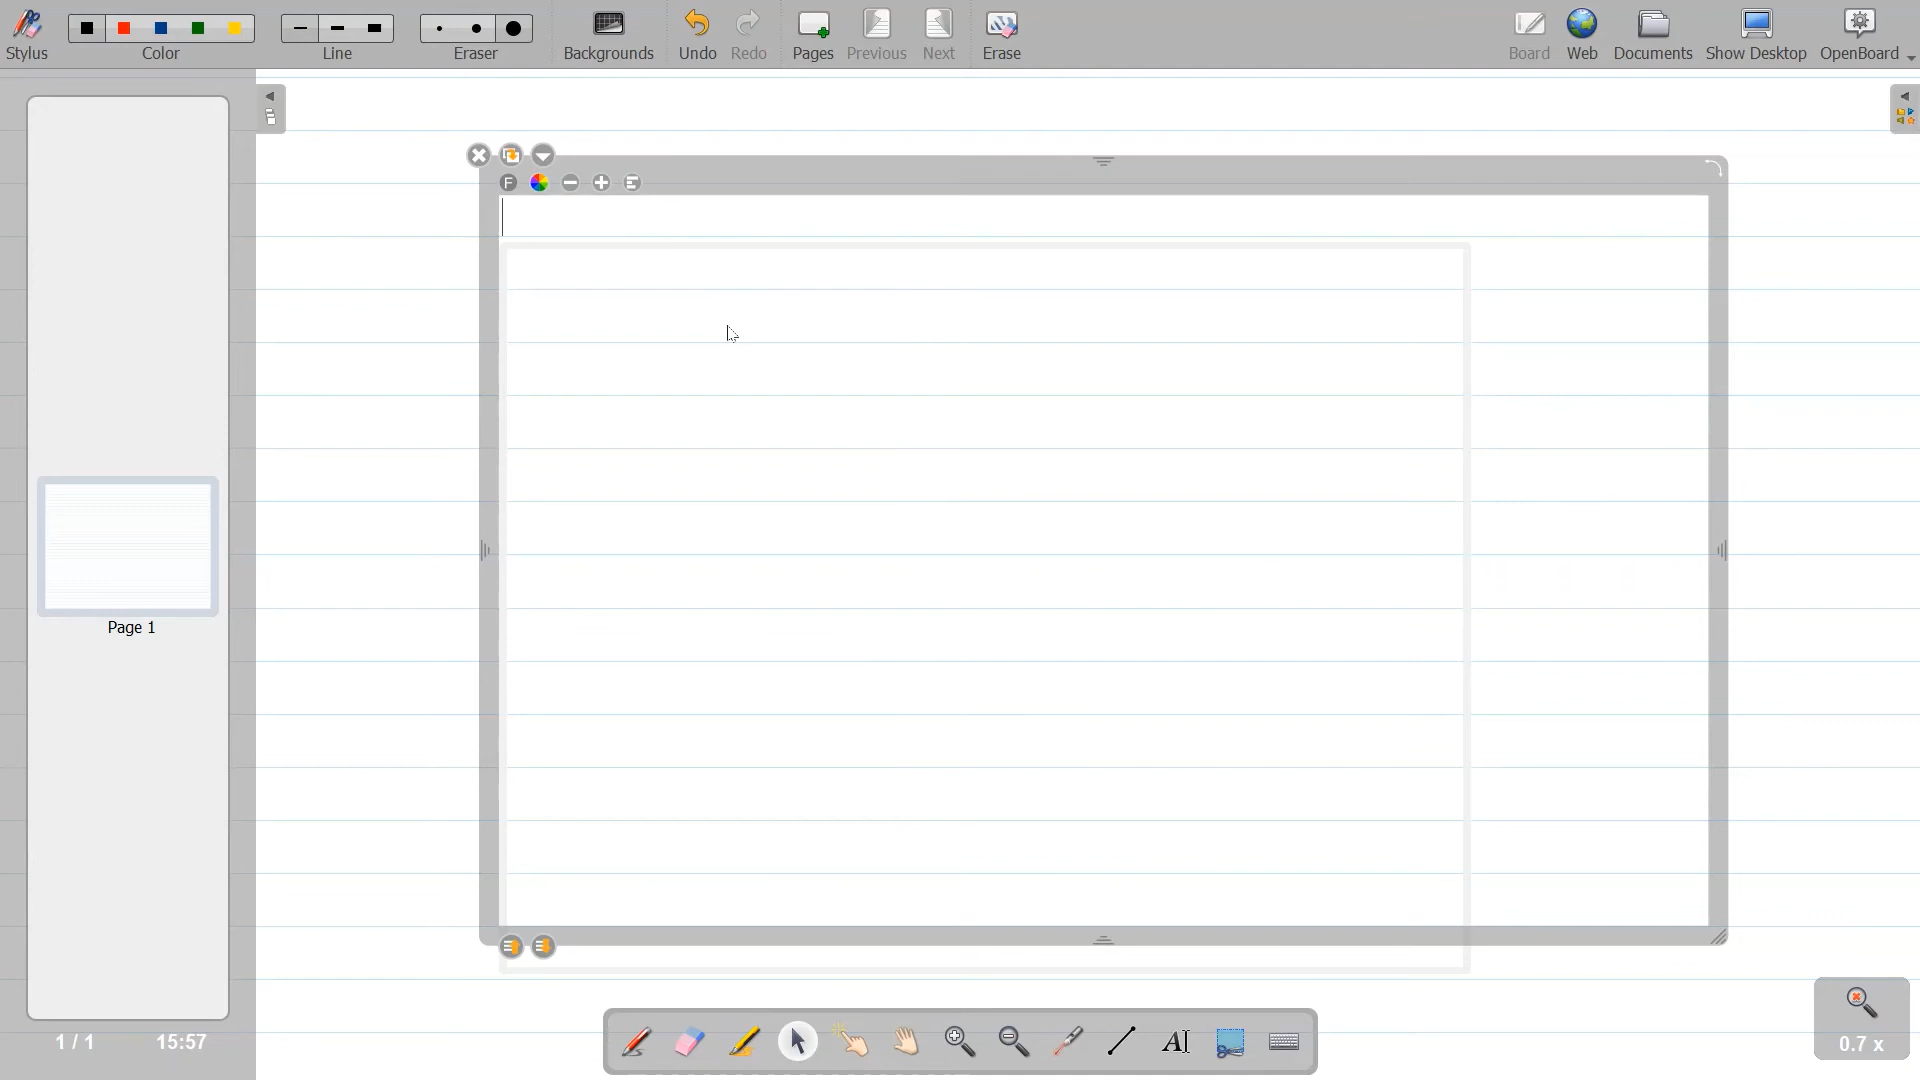 Stylus Color Line Eraser Backgrounds Undo Redo Pages Previous Next Erase Board Web Documents Show Desktop OpenBoard
F
Page 1
1 / 1 15:57
AI
0.7 x